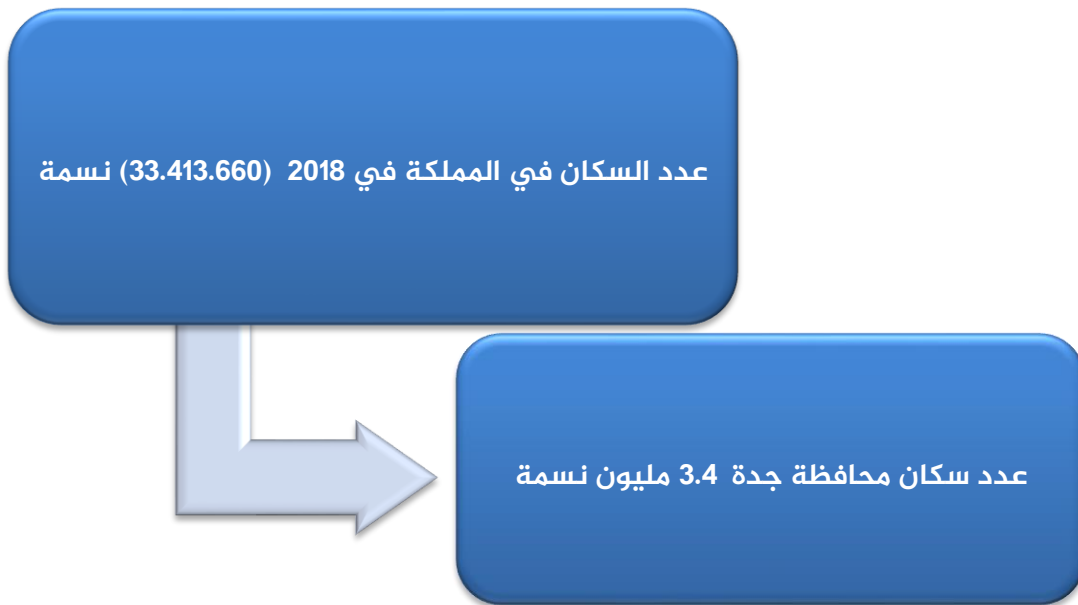 عدد السكان في المملكة في 2018 (33.413.660) نسمة
عدد سكان محافظة جدة 3.4 مليون نسمة